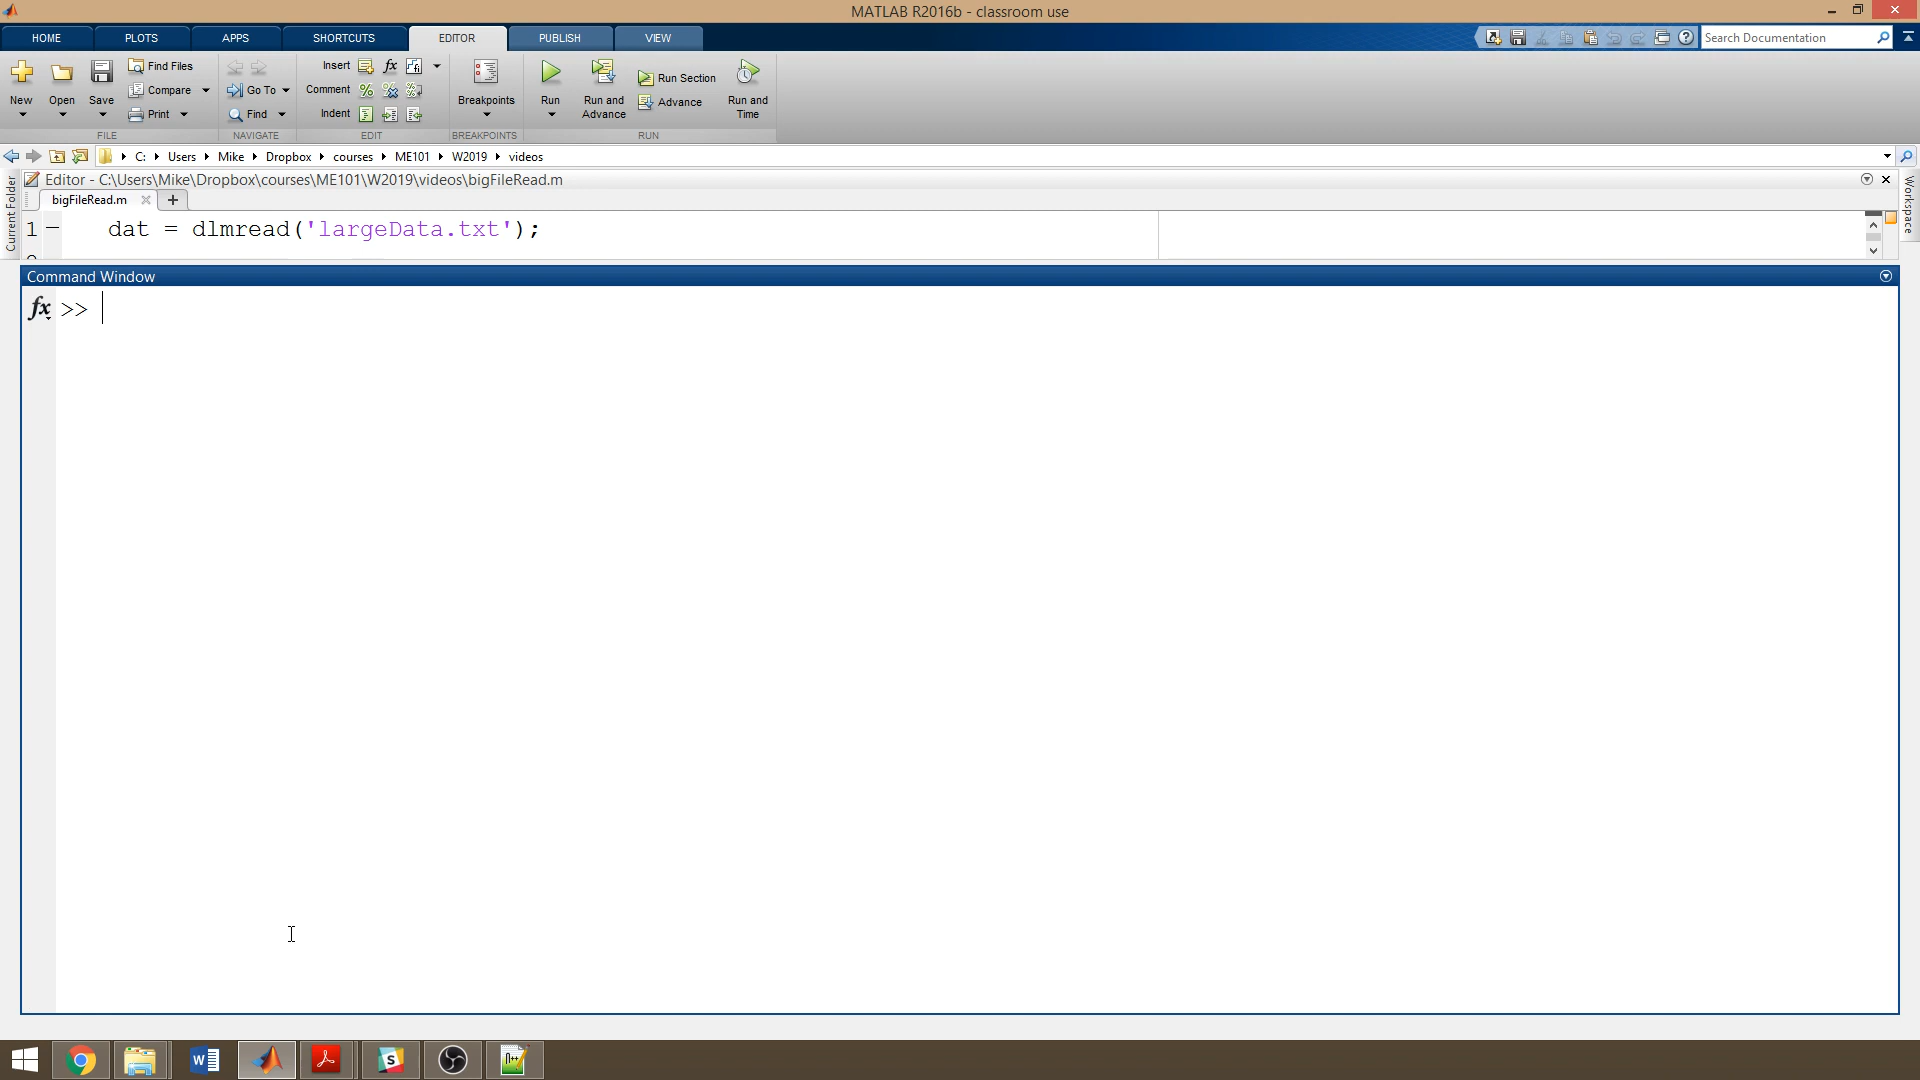 MATLAB R2016b - classroom use
HOME PLOTS APPS SHORTCUTS EDITOR PUBLISH VIEW
Search Documentation
New
Open
Save
Find Files
Compare
Print
FILE
Go To
Find
NAVIGATE
Insert fx
Comment
Indent
EDIT
Breakpoints
BREAKPOINTS
Run
Run and Advance
Run Section
Advance
Run and Time
RUN
C: Users Mike Dropbox courses ME101 W2019 videos
Current Folder
Editor - C:\Users\Mike\Dropbox\courses\ME101\W2019\videos\bigFileRead.m
Workspace
bigFileRead.m
1 dat = dlmread('largeData.txt');
Command Window
fx >>